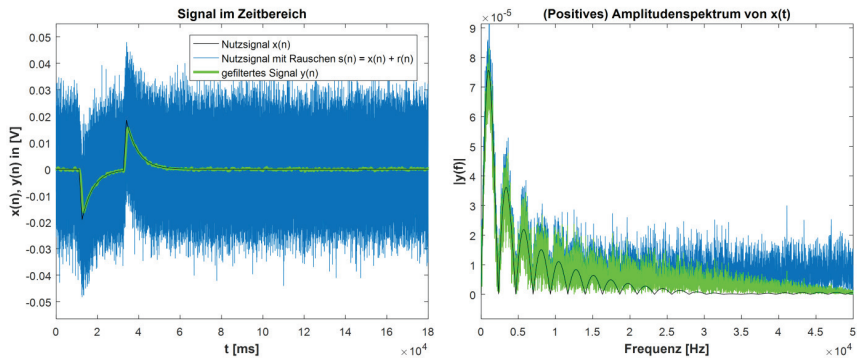 Signal im Zeitbereich
0.05
0.04
0.03
0.02
0.01
0
-0.01
-0.02
-0.03
-0.04
-0.05
x(n), y(n) in [V]
Nutzsignal x(n)
Nutzsignal mit Rauschen s(n) = x(n) + r(n)
gefiltertes Signal y(n)
0 2 4 6 8 10 12 14 16 18
t [ms]
×10⁴
(Positives) Amplitudenspektrum von x(t)
×10⁻⁵
9
8
7
6
5
4
3
2
1
0
|y(f)|
0 0.5 1 1.5 2 2.5 3 3.5 4 4.5 5
Frequenz [Hz]
×10⁴